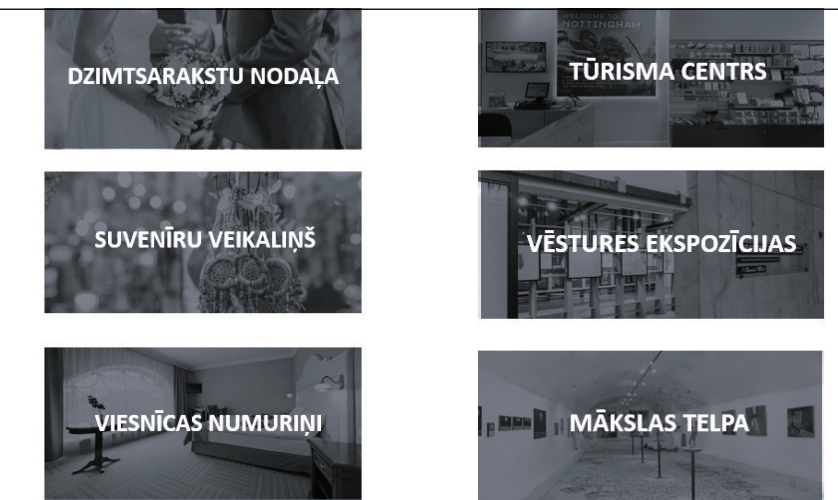 DZIMTSARAKSTU NODAĻA
WELCOME TO
NOTTINGHAM
TŪRISMA CENTRS
SUVENĪRU VEIKALIŅŠ
VĒSTURES EKSPOZĪCIJAS
VIESNĪCAS NUMURIŅI
MĀKSLAS TELPA